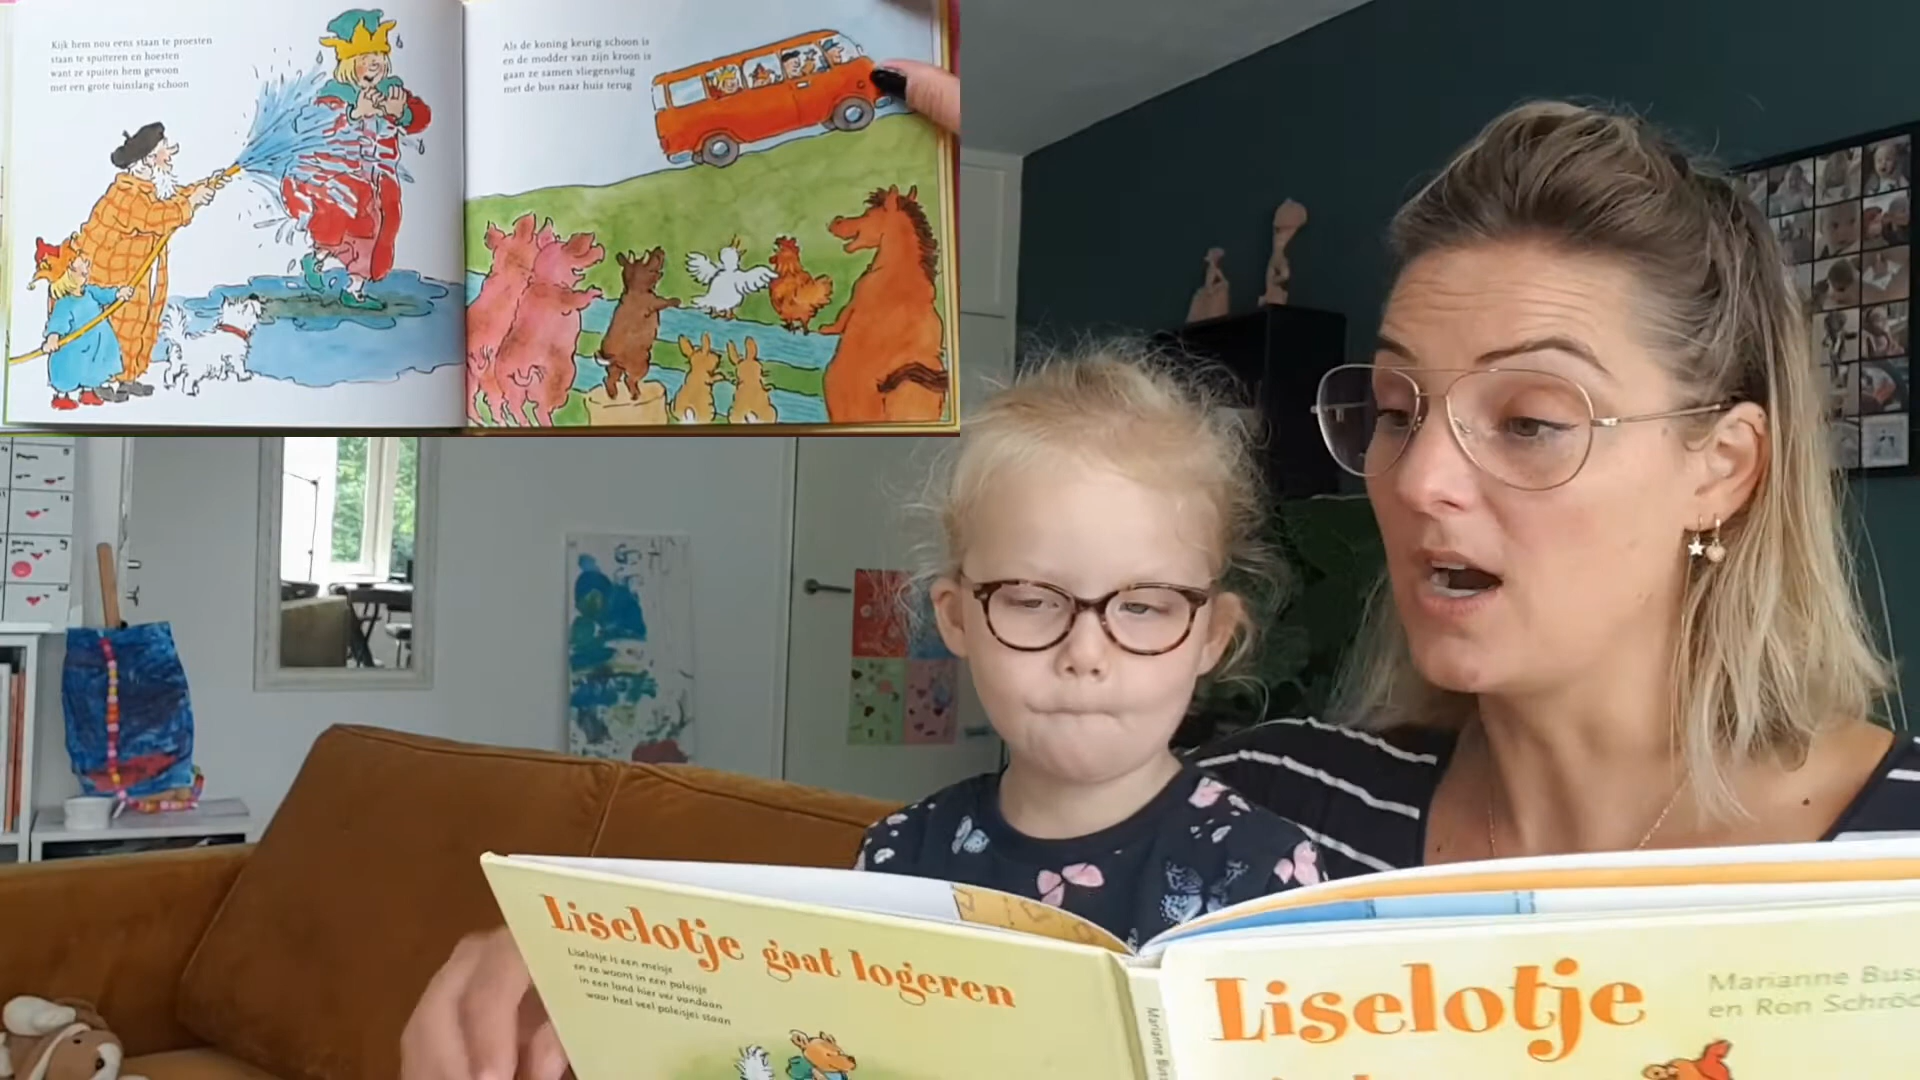 Kijk hem nou eens staan te proesten
staan te sputteren en hoesten
want ze spuiten hem gewoon
met een grote tuinslang schoon
Als de koning keurig schoon is
en de modder van zijn kroon is
gaan ze samen vliegensvlug
met de bus naar huis terug
Liselotje gaat logeren
Liselotje is een meisje
en ze woont in een paleisje
in een land hier ver vandaan
waar heel veel paleisjes staan
Liselotje
Marianne
en Ron